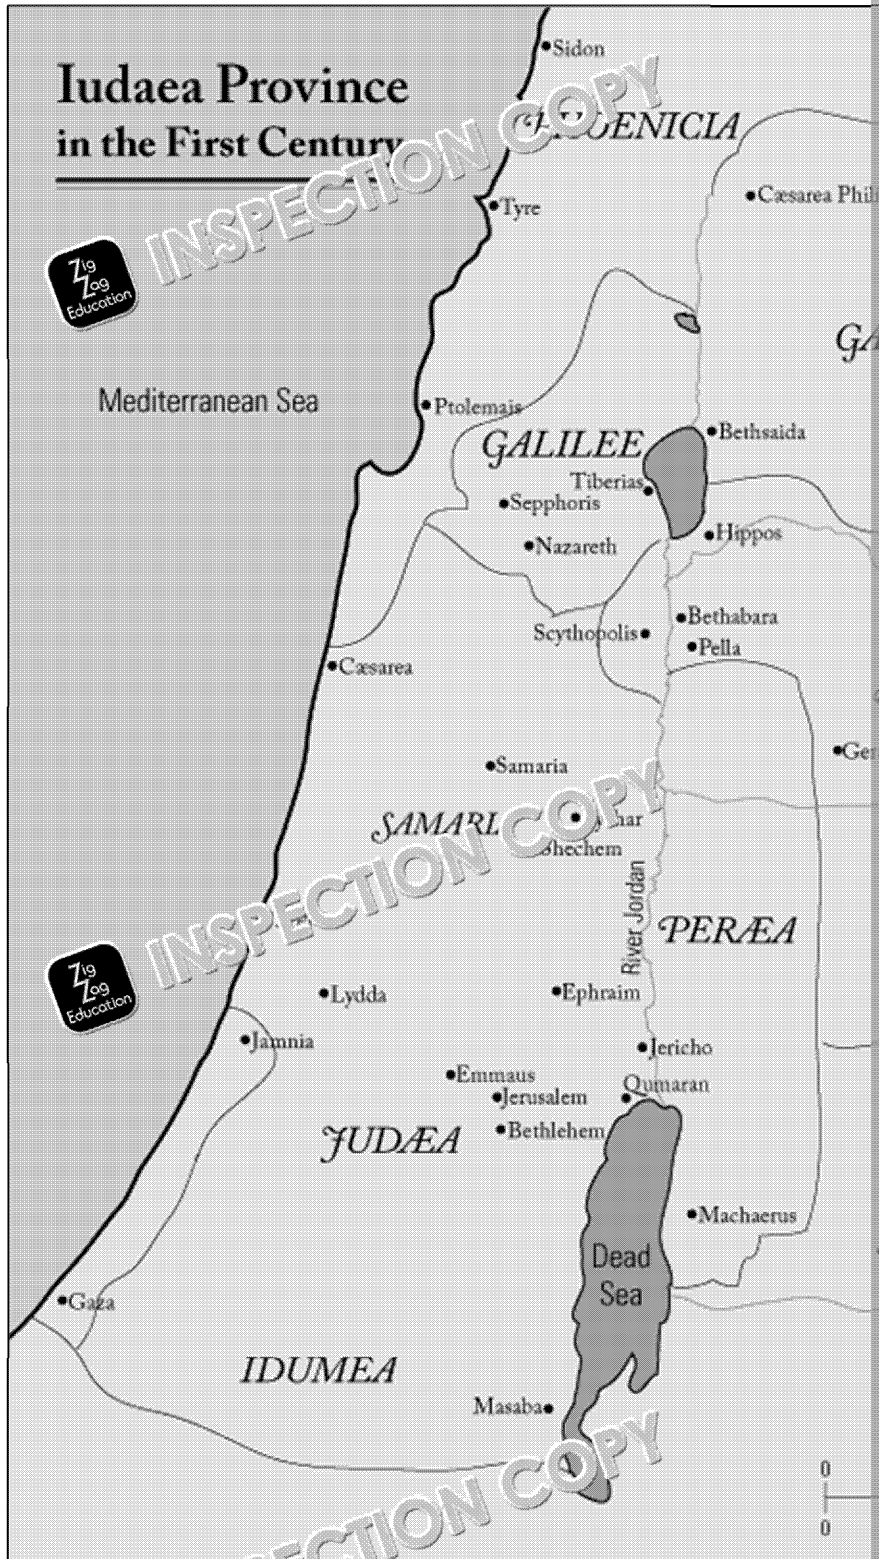 Iudaea Province
in the First Century
Sidon
Cæsarea Phil
Tyre
INSPECTION COPY
Zig
Zag
Education
Mediterranean Sea
Ptolemais
GALILEE
Bethsaida
Tiberias
Sepphoris
Hippos
Nazareth
Bethabara
Scythopolis
Pella
Cæsarea
Samaria
Shechem
River Jordan
PERÆA
INSPECTION COPY
Zig
Zag
Education
Lydda
Ephraim
Jamnia
Jericho
Emmaus
Qumaran
Jerusalem
Bethlehem
JUDÆA
Machaerus
Dead
Sea
Gaza
IDUMEA
Masaba
COPY
0
0